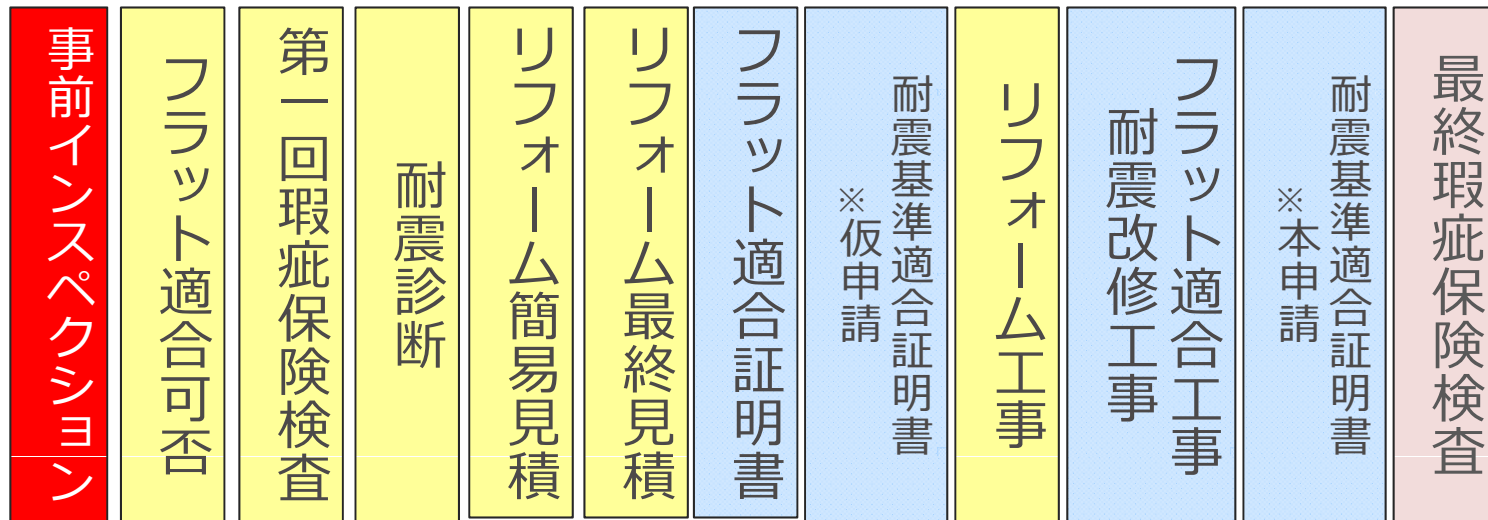 事前インスペクション
フラット適合可否
第一回瑕疵保険検査
耐震診断
リフォーム簡易見積
リフォーム最終見積
フラット適合証明書
耐震基準適合証明書
※仮申請
リフォーム工事
フラット適合工事
耐震改修工事
耐震基準適合証明書
※本申請
最終瑕疵保険検査